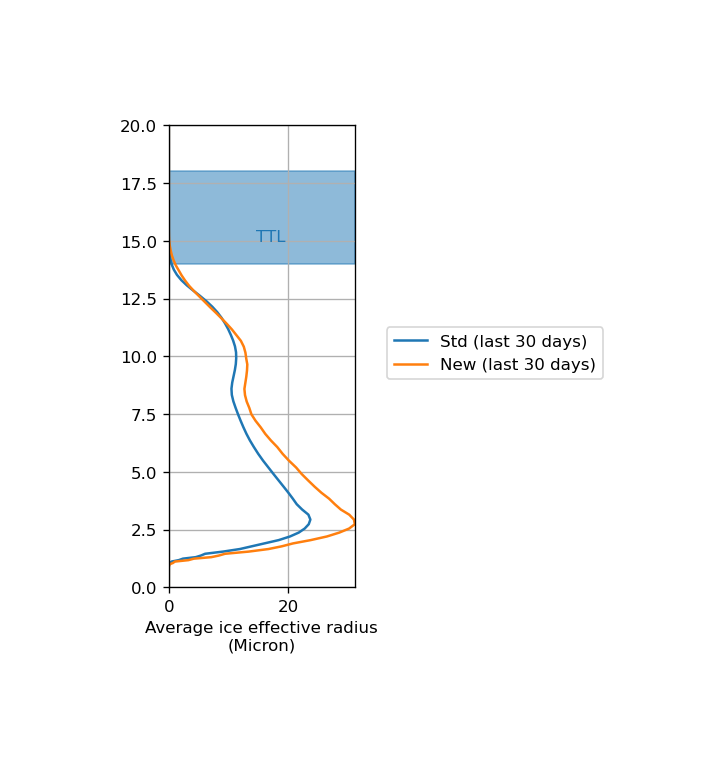 20.0
17.5
15.0
12.5
10.0
7.5
5.0
2.5
0.0
TTL
0 20
Average ice effective radius
(Micron)
Std (last 30 days)
New (last 30 days)